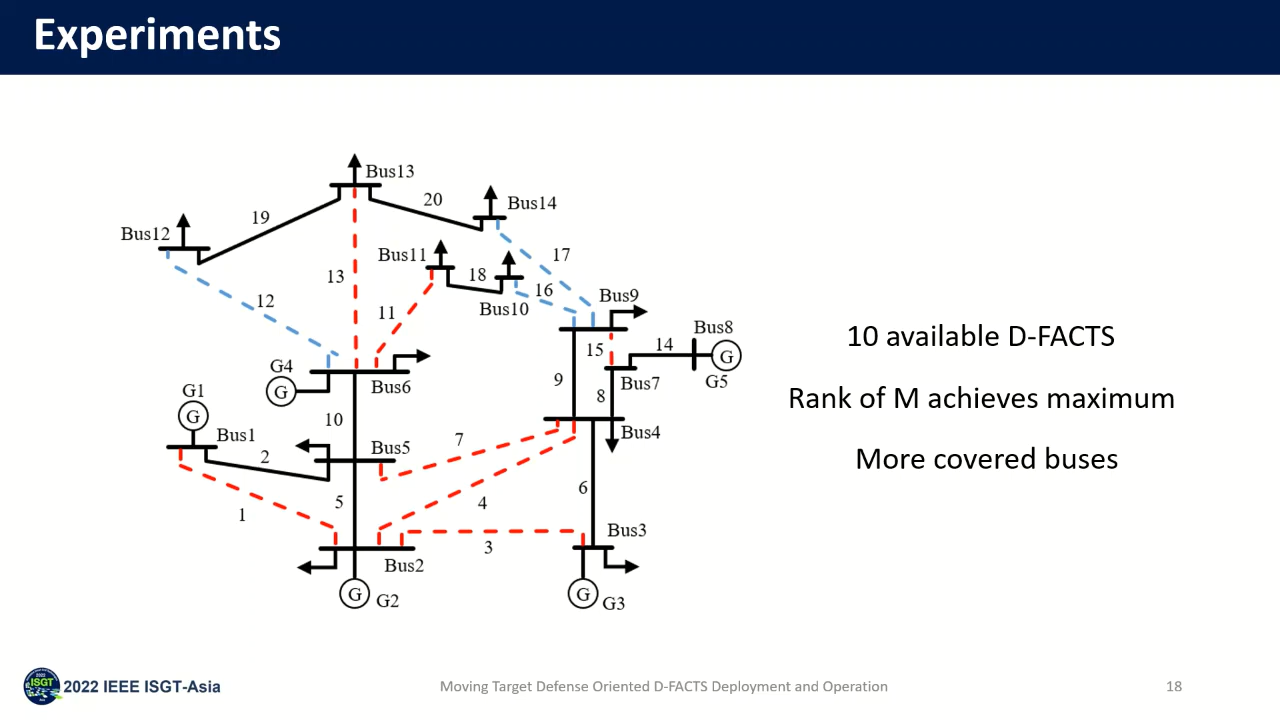 Experiments
Bus13
20
Bus14
19
Bus12
Bus11
17
13
18
16
Bus10
Bus9
12
11
Bus8
15
14
G
G4
Bus7
G5
G
Bus6
9
8
G1
G
10
Bus4
Bus1
Bus5
7
2
6
5
4
1
Bus3
3
Bus2
G
G2
G
G3
10 available D-FACTS
Rank of M achieves maximum
More covered buses
2022 ISGT
2022 IEEE ISGT-Asia
Moving Target Defense Oriented D-FACTS Deployment and Operation
18